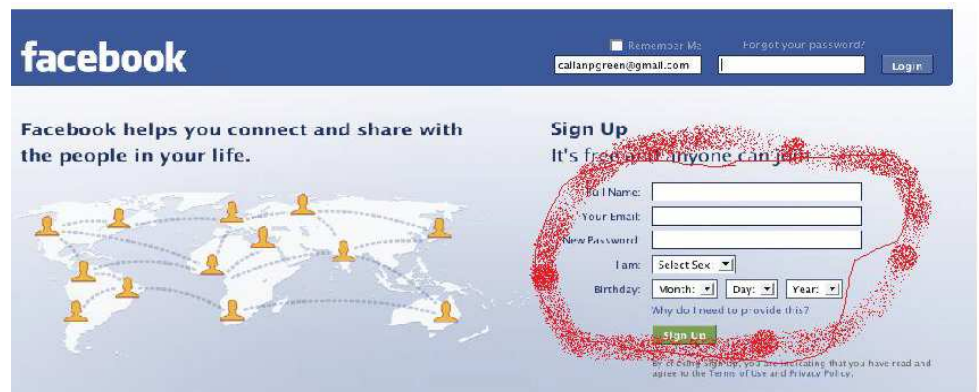 facebook
Remember Me
Forgot your password?
callanpgreen@gmail.com
Login
Facebook helps you connect and share with
the people in your life.
Sign Up
It's free and anyone can join
Full Name:
Your Email:
New Password:
I am: Select Sex:
Birthday: Month: Day: Year:
Why do I need to provide this?
Sign Up
By clicking Sign Up, you are indicating that you have read and
agree to the Terms of Use and Privacy Policy.